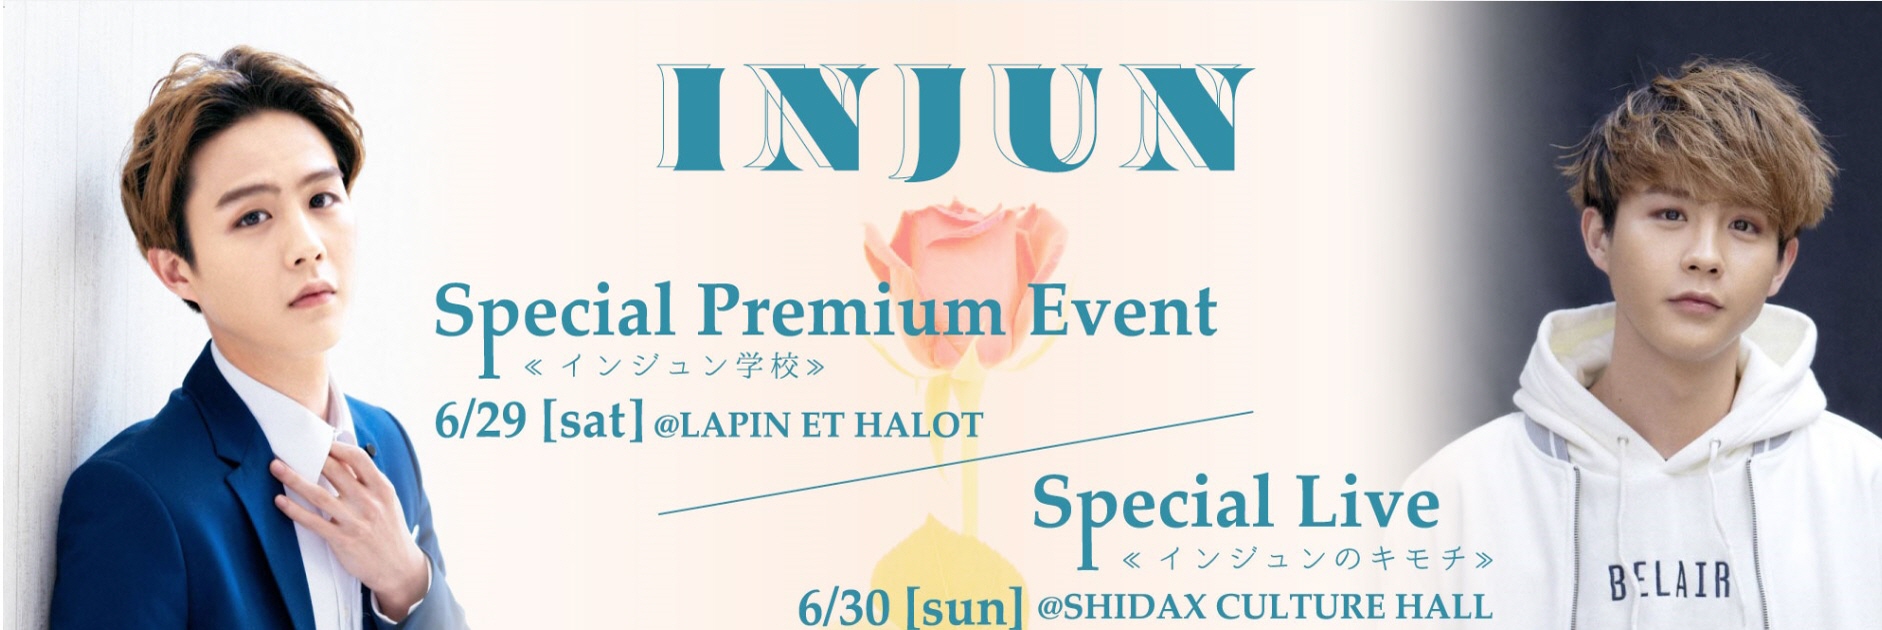 INJUN
Special Premium Event
≪ インジュン学校≫
6/29 [sat] @LAPIN ET HALOT
Special Live
≪ インジュンのキモチ≫
6/30 [sun] @SHIDAX CULTURE HALL
BELAIR